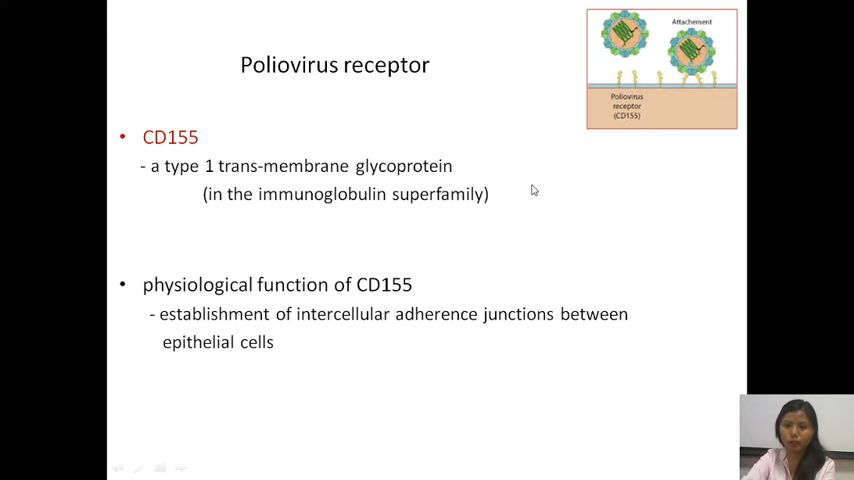 Poliovirus receptor
Attachement
Poliovirus
receptor
(CD155)
• CD155
- a type 1 trans-membrane glycoprotein
(in the immunoglobulin superfamily)
• physiological function of CD155
- establishment of intercellular adherence junctions between
epithelial cells